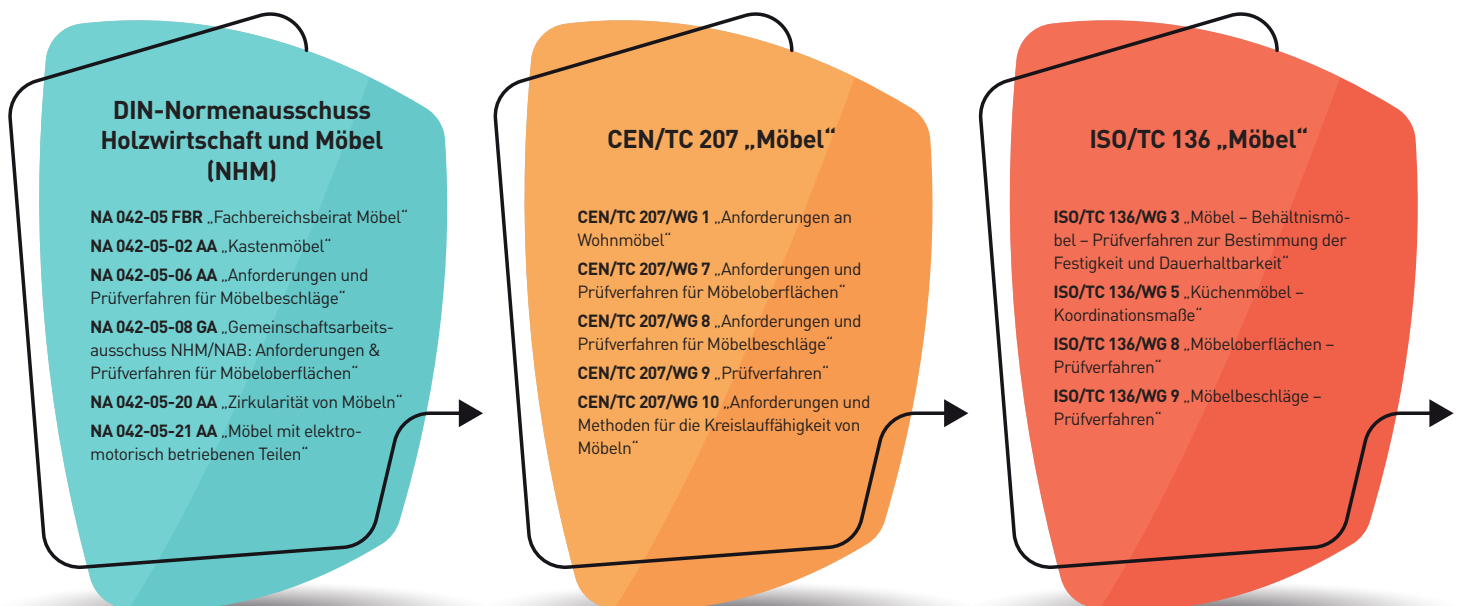 DIN-Normenausschuss
Holzwirtschaft und Möbel
(NHM)
NA 042-05 FBR „Fachbereichsbeirat Möbel“
NA 042-05-02 AA „Kastenmöbel“
NA 042-05-06 AA „Anforderungen und
Prüfverfahren für Möbelbeschläge“
NA 042-05-08 GA „Gemeinschaftsarbeits-
ausschuss NHM/NAB: Anforderungen &
Prüfverfahren für Möbeloberflächen“
NA 042-05-20 AA „Zirkularität von Möbeln“
NA 042-05-21 AA „Möbel mit elektro-
motorisch betriebenen Teilen“
CEN/TC 207 „Möbel“
CEN/TC 207/WG 1 „Anforderungen an
Wohnmöbel“
CEN/TC 207/WG 7 „Anforderungen und
Prüfverfahren für Möbeloberflächen“
CEN/TC 207/WG 8 „Anforderungen und
Prüfverfahren für Möbelbeschläge“
CEN/TC 207/WG 9 „Prüfverfahren“
CEN/TC 207/WG 10 „Anforderungen und
Methoden für die Kreislauffähigkeit von
Möbeln“
ISO/TC 136 „Möbel“
ISO/TC 136/WG 3 „Möbel – Behältnismö-
bel – Prüfverfahren zur Bestimmung der
Festigkeit und Dauerhaltbarkeit“
ISO/TC 136/WG 5 „Küchenmöbel –
Koordinationsmaße“
ISO/TC 136/WG 8 „Möbeloberflächen –
Prüfverfahren“
ISO/TC 136/WG 9 „Möbelbeschläge –
Prüfverfahren“